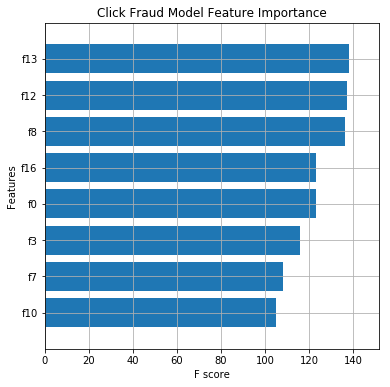 Click Fraud Model Feature Importance
Features
f13
f12
f8
f16
f0
f3
f7
f10
0 20 40 60 80 100 120 140
F score